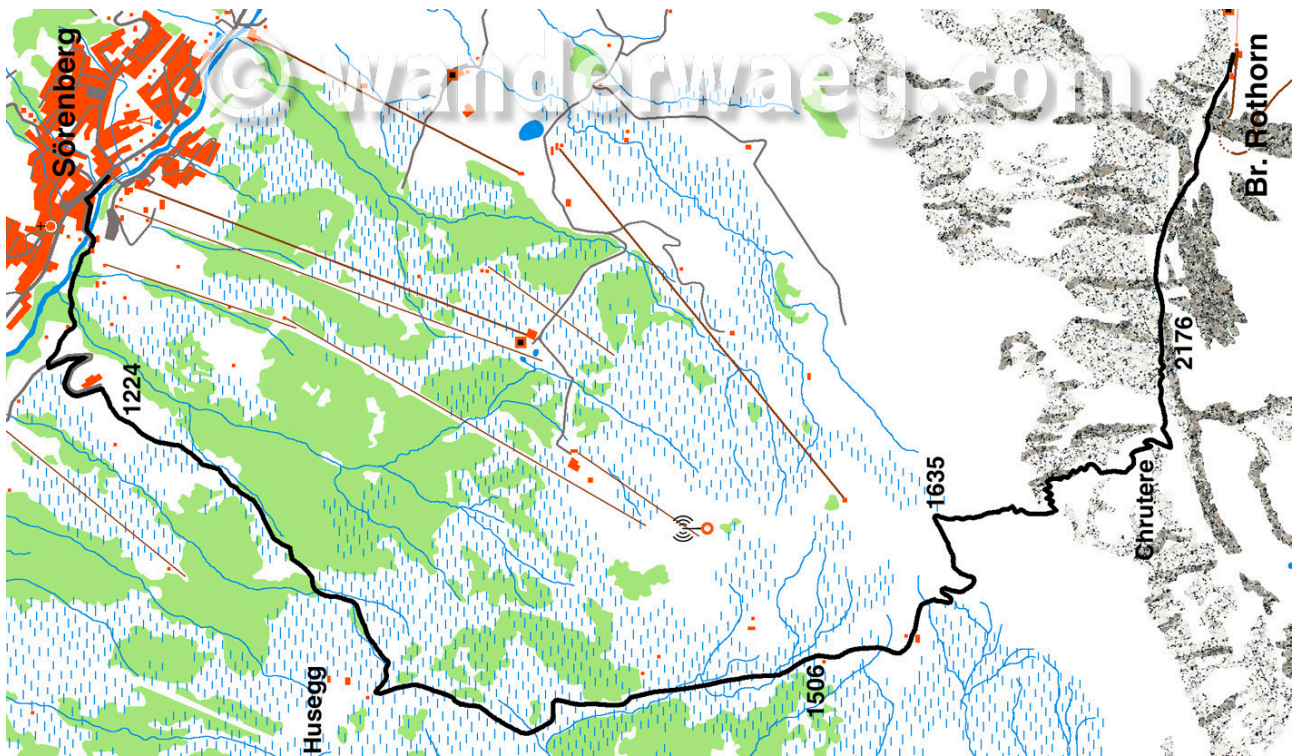 © wanderwaeg.com
Sörenberg
Br. Rothorn
2176
1224
Chrutere
1635
1506
Husegg